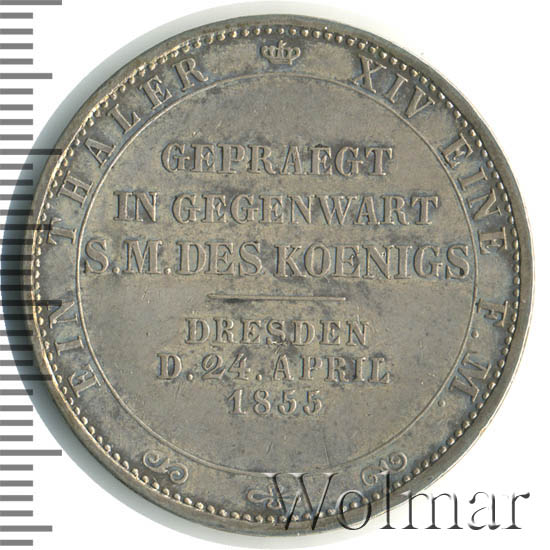 EIN THALER XIV EINE F.M.
GEPRAEGT
IN GEGENWART
S.M.DES KOENIGS
DRESDEN
D.24.APRIL
1855
Wolmar